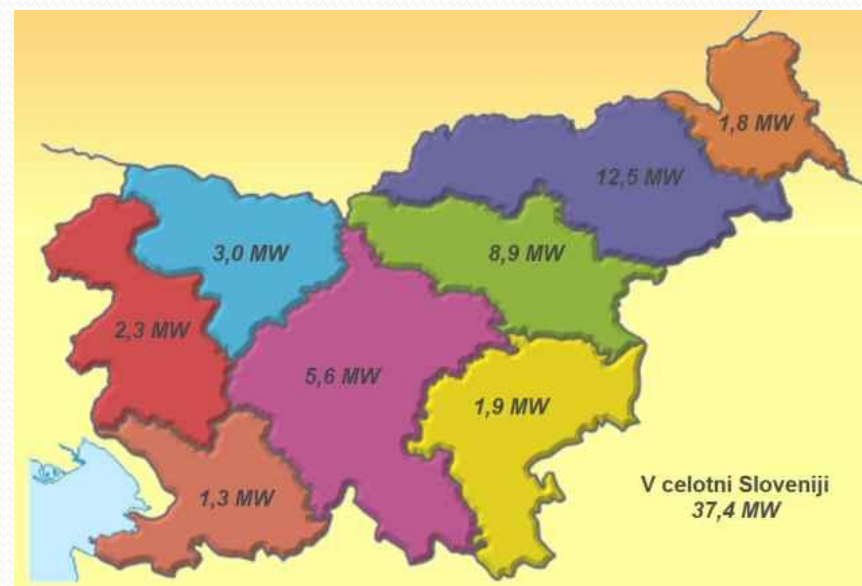 1,8 MW
12,5 MW
3,0 MW
8,9 MW
2,3 MW
5,6 MW
1,9 MW
1,3 MW
V celotni Sloveniji
37,4 MW